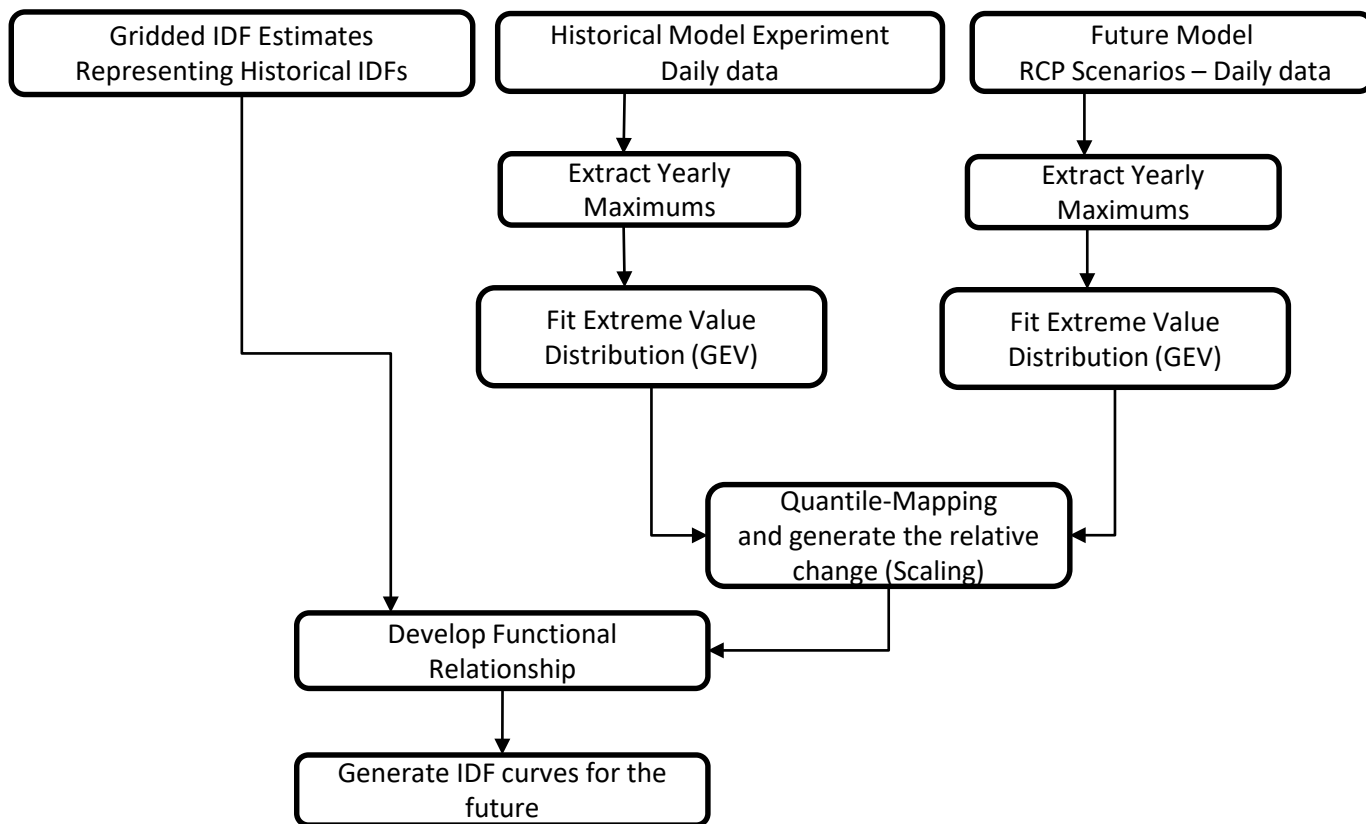 Gridded IDF Estimates
Representing Historical IDFs
Historical Model Experiment
Daily data
Future Model
RCP Scenarios – Daily data
Extract Yearly
Maximums
Extract Yearly
Maximums
Fit Extreme Value
Distribution (GEV)
Fit Extreme Value
Distribution (GEV)
Quantile-Mapping
and generate the relative
change (Scaling)
Develop Functional
Relationship
Generate IDF curves for the
future